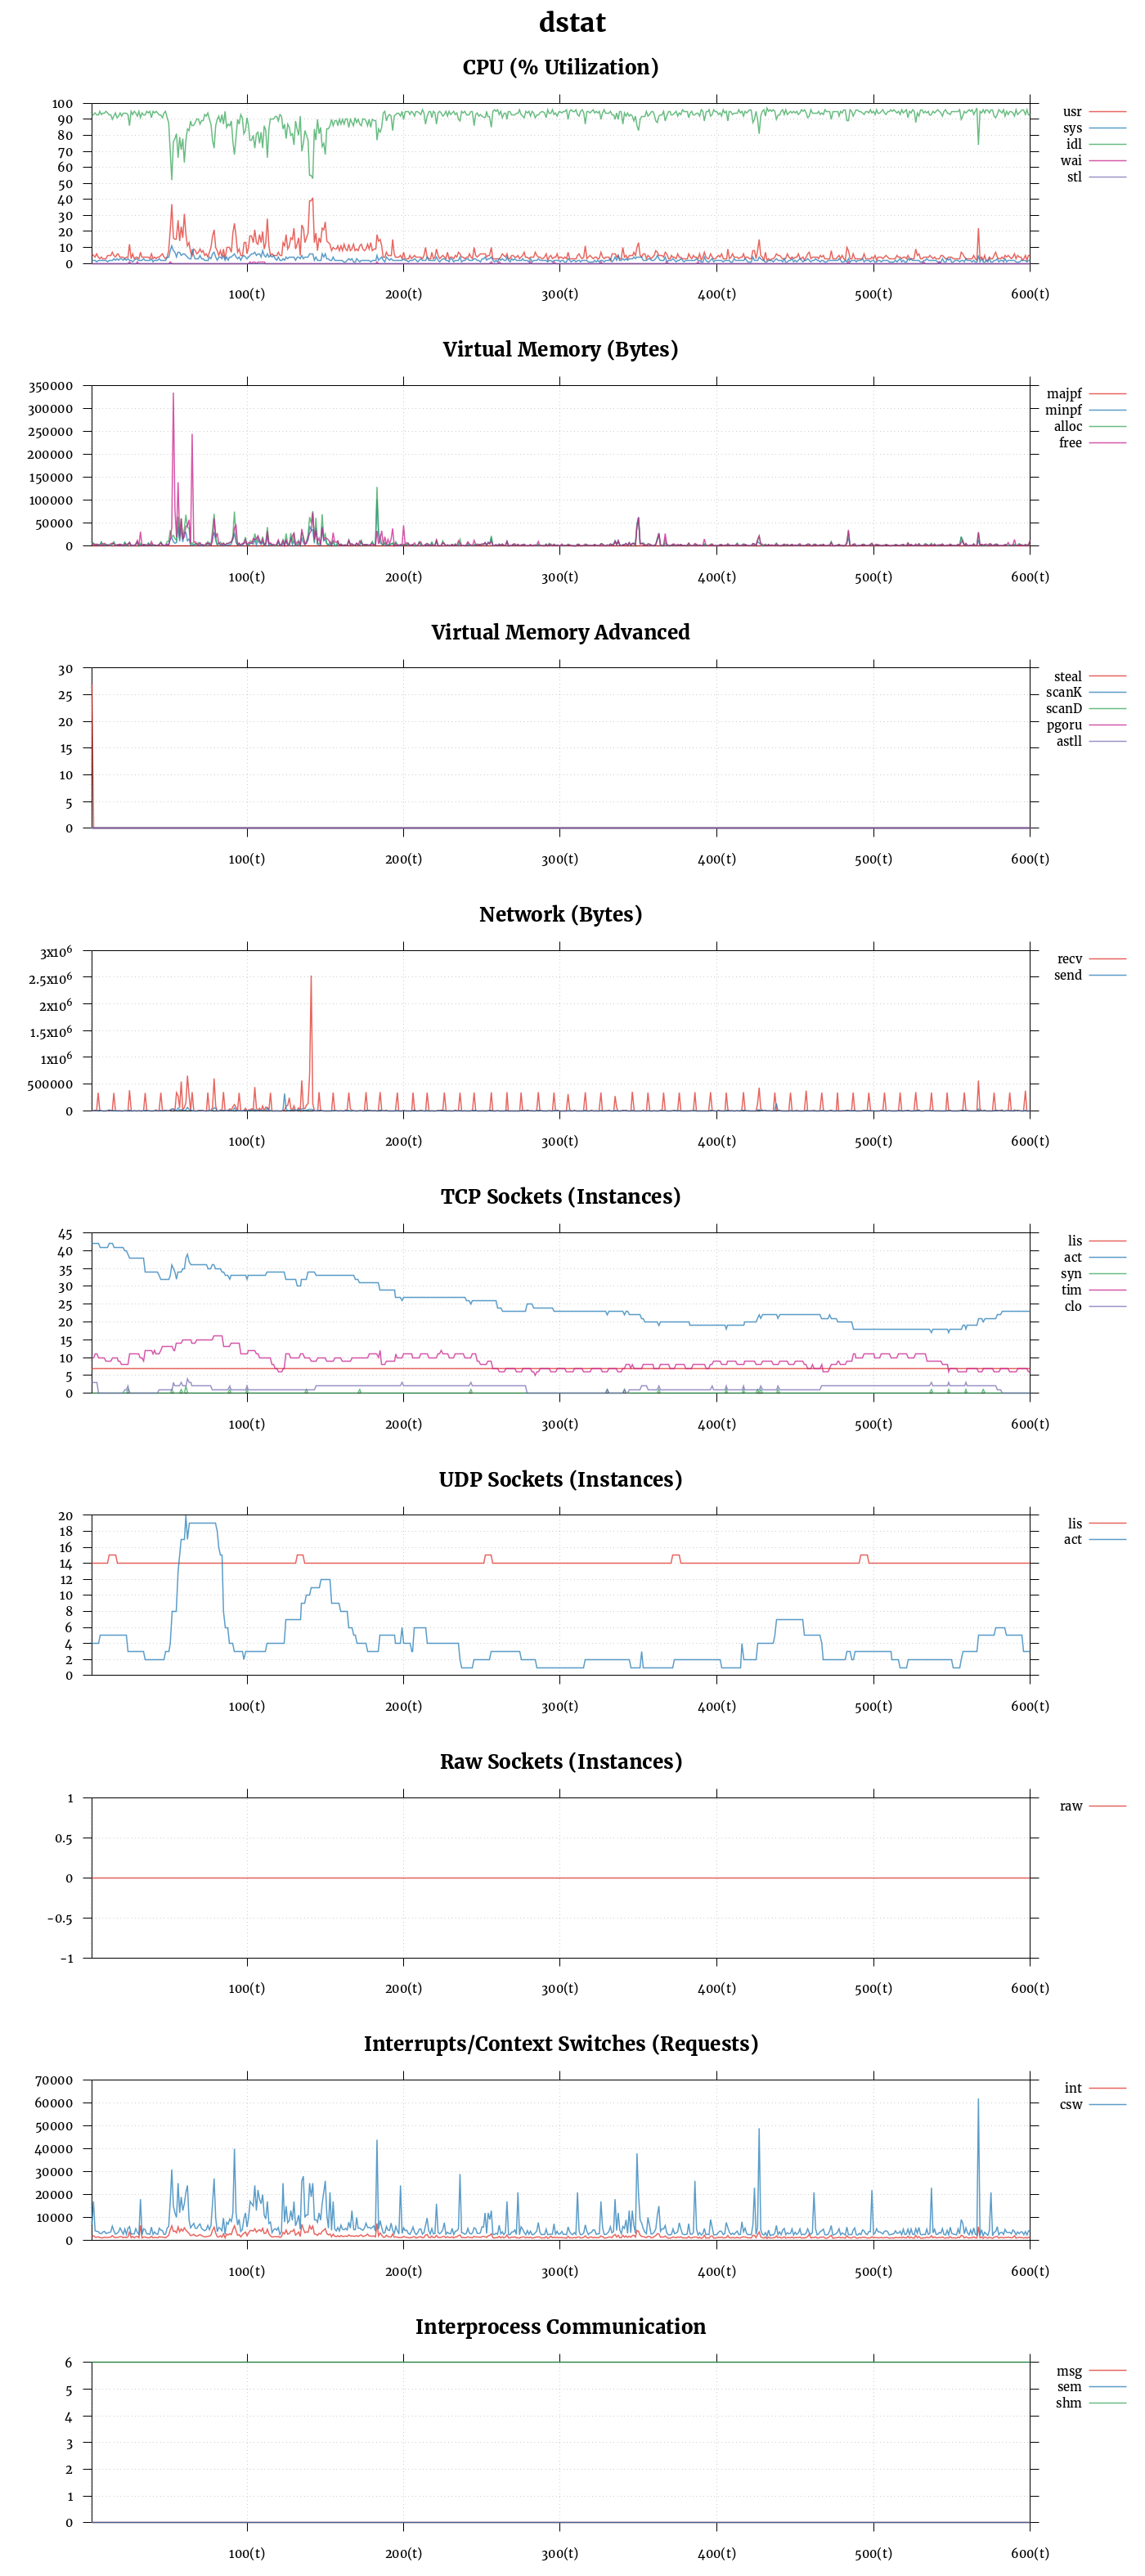 dstat
CPU (% Utilization)
100
90
80
70
60
50
40
30
20
10
0
usr
sys
idl
wai
stl
100(t) 200(t) 300(t) 400(t) 500(t) 600(t)
Virtual Memory (Bytes)
350000
300000
250000
200000
150000
100000
50000
0
majpf
minpf
alloc
free
100(t) 200(t) 300(t) 400(t) 500(t) 600(t)
Virtual Memory Advanced
30
25
20
15
10
5
0
steal
scanK
scanD
pgoru
astll
100(t) 200(t) 300(t) 400(t) 500(t) 600(t)
Network (Bytes)
3x10⁶
2.5x10⁶
2x10⁶
1.5x10⁶
1x10⁶
500000
0
recv
send
100(t) 200(t) 300(t) 400(t) 500(t) 600(t)
TCP Sockets (Instances)
45
40
35
30
25
20
15
10
5
0
lis
act
syn
tim
clo
100(t) 200(t) 300(t) 400(t) 500(t) 600(t)
UDP Sockets (Instances)
20
18
16
14
12
10
8
6
4
2
0
lis
act
100(t) 200(t) 300(t) 400(t) 500(t) 600(t)
Raw Sockets (Instances)
1
0.5
0
-0.5
-1
raw
100(t) 200(t) 300(t) 400(t) 500(t) 600(t)
Interrupts/Context Switches (Requests)
70000
60000
50000
40000
30000
20000
10000
0
int
csw
100(t) 200(t) 300(t) 400(t) 500(t) 600(t)
Interprocess Communication
6
5
4
3
2
1
0
msg
sem
shm
100(t) 200(t) 300(t) 400(t) 500(t) 600(t)